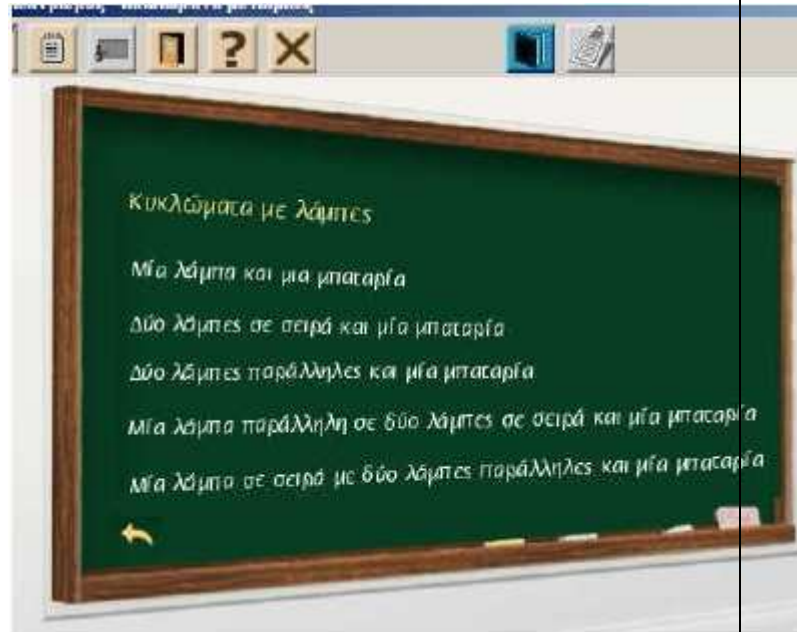 Κυκλώματα με λάμπες
Μία λάμπα και μια μπαταρία
Δύο λάμπες σε σειρά και μία μπαταρία
Δύο λάμπες παράλληλες και μία μπαταρία
Μία λάμπα παράλληλη σε δύο λάμπες σε σειρά και μία μπαταρία
Μία λάμπα σε σειρά με δύο λάμπες παράλληλες και μία μπαταρία